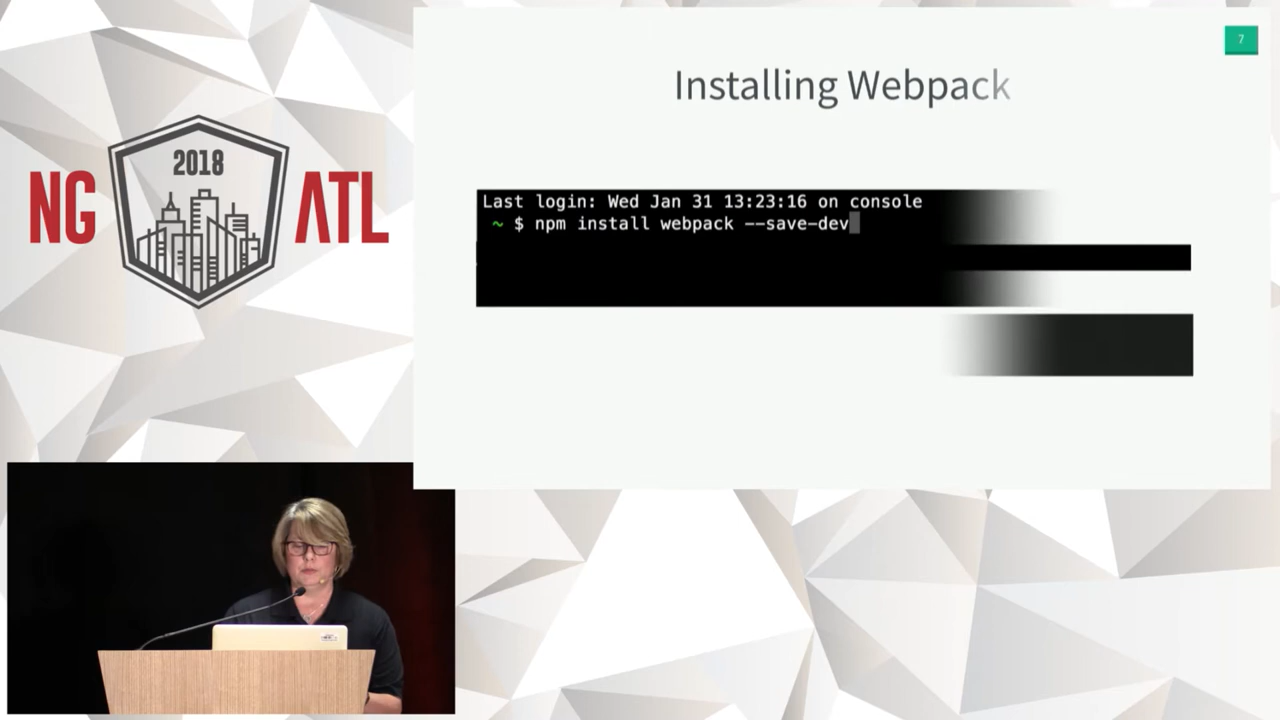 NG
2018
ATL
7
Installing Webpack
Last login: Wed Jan 31 13:23:16 on console
~ $ npm install webpack --save-dev